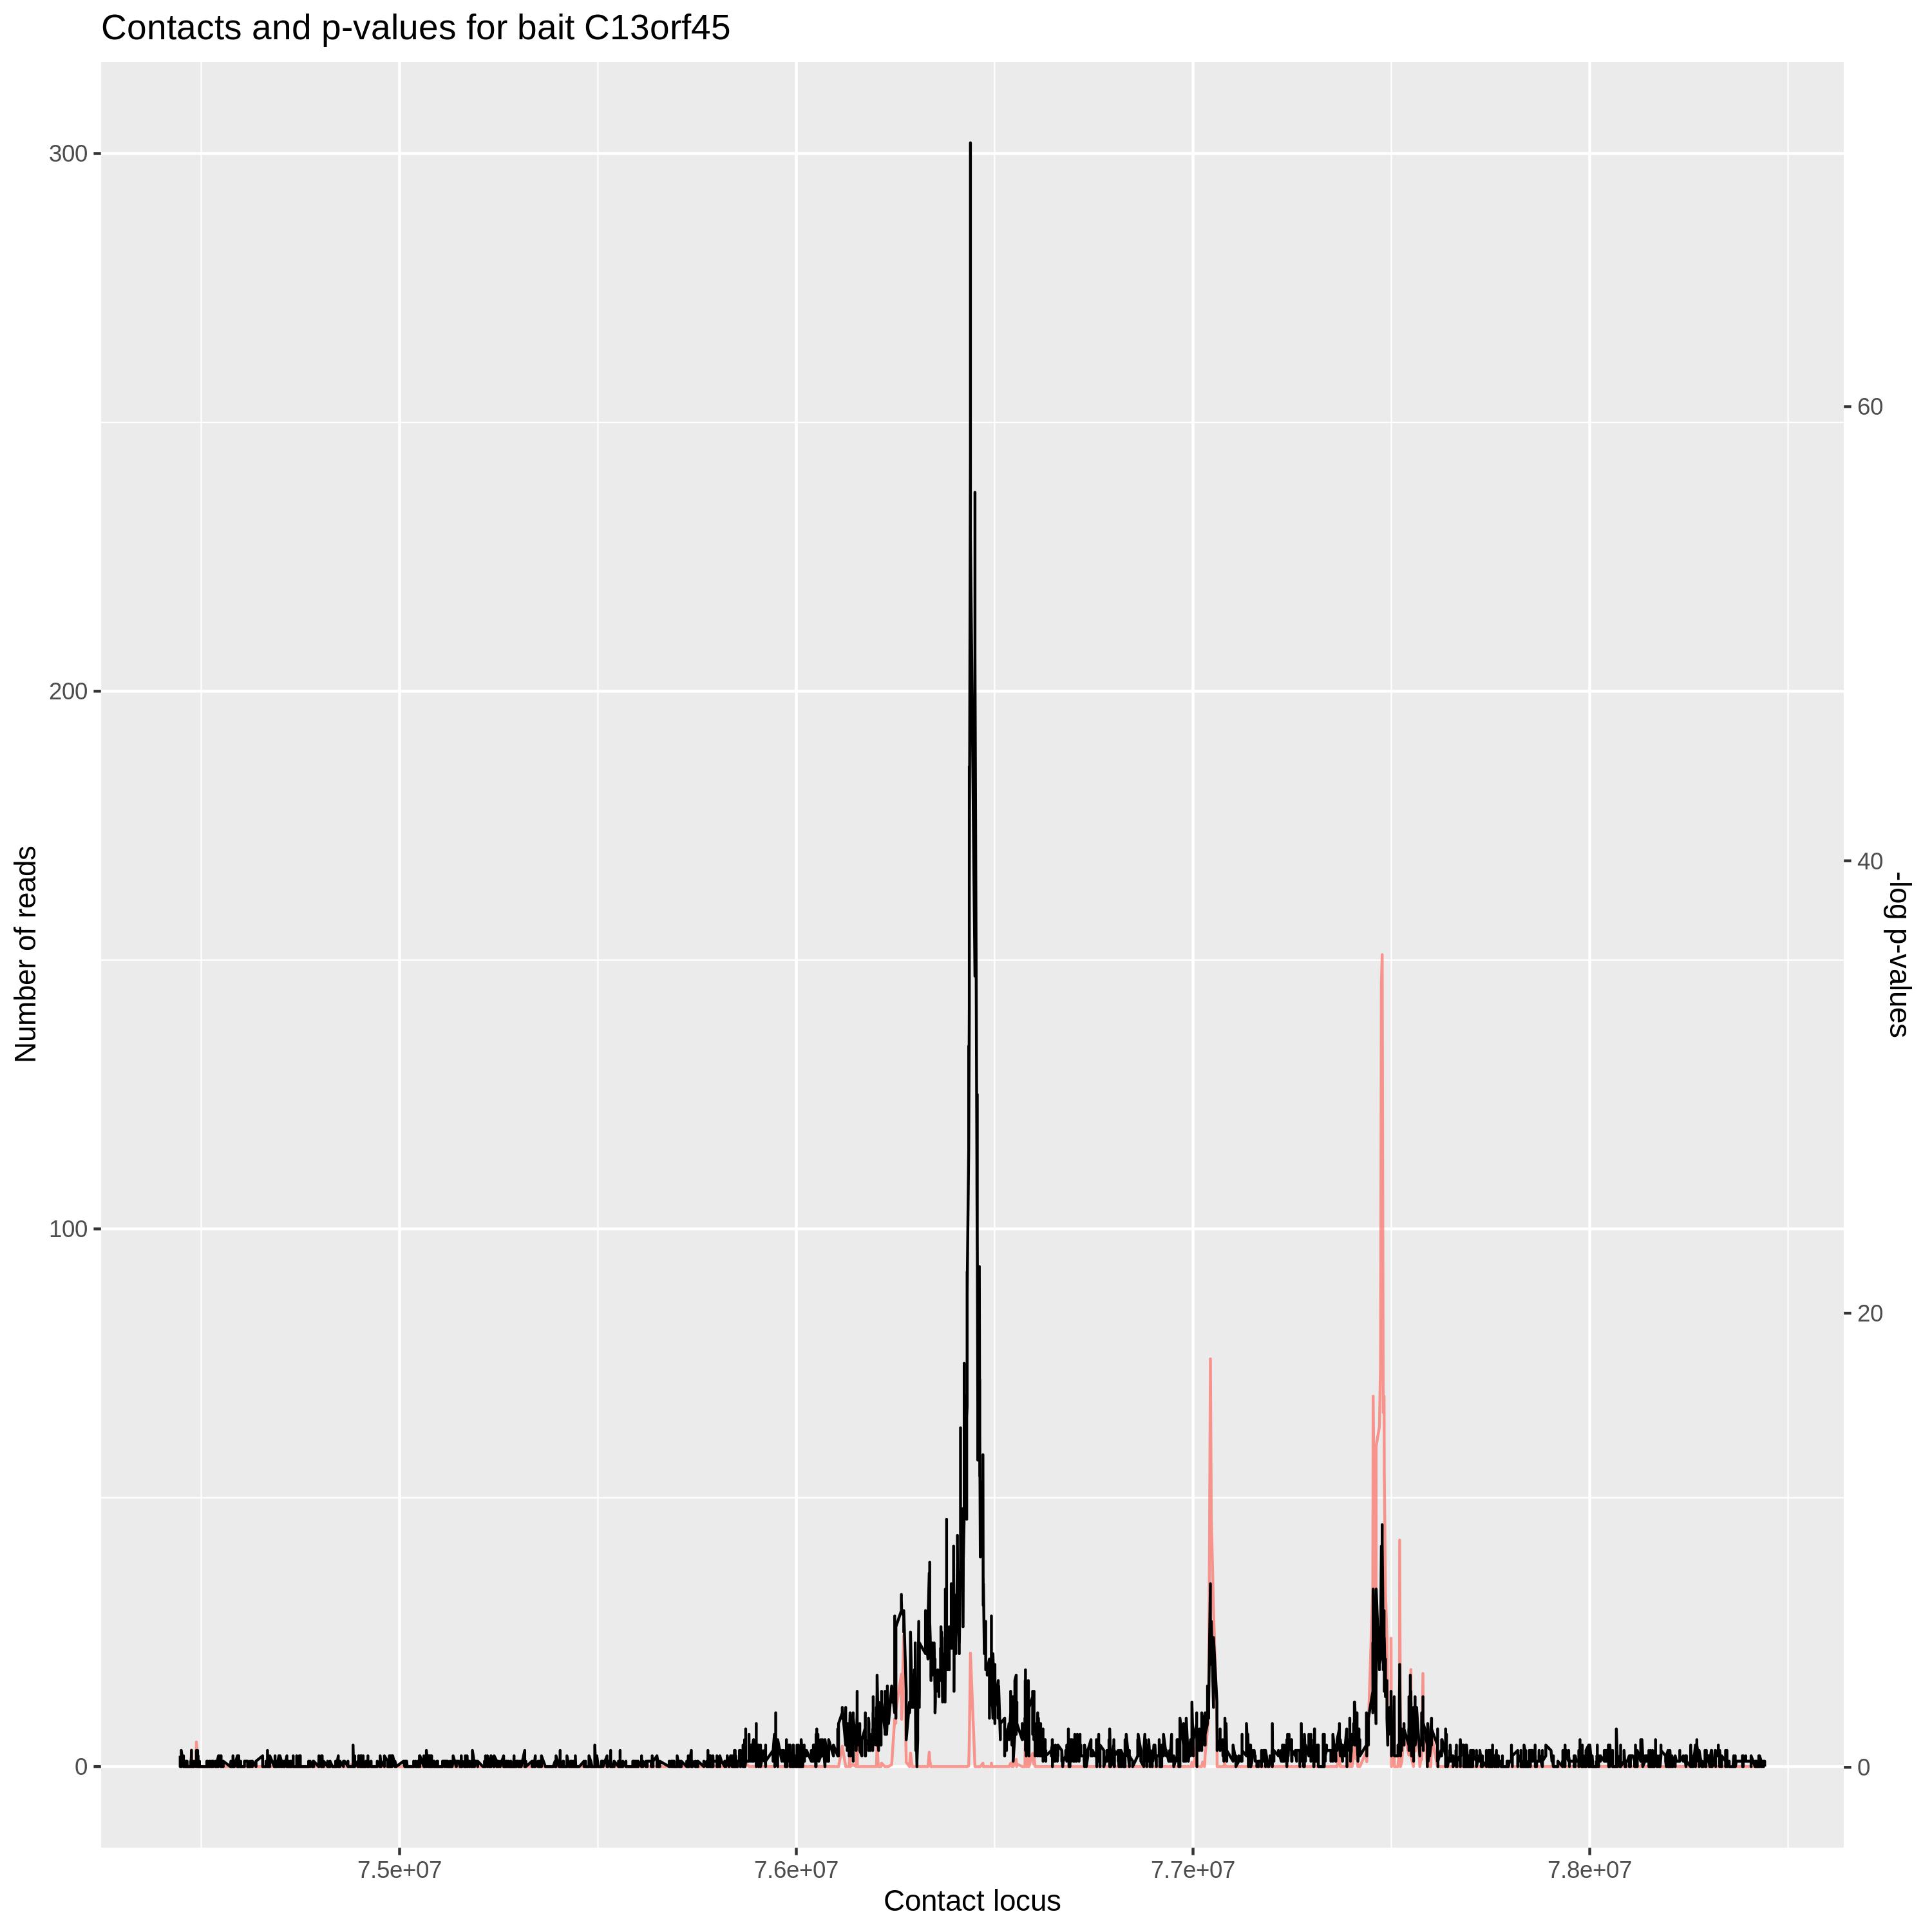 Contacts and p-values for bait C13orf45
300
200
100
0
Number of reads
60
40
20
0
-log p-values
7.5e+07
7.6e+07
7.7e+07
7.8e+07
Contact locus